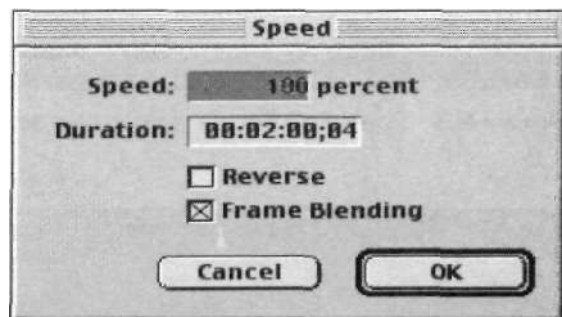 Speed
Speed: 100 percent
Duration: 00:02:00;04
Reverse
Frame Blending
Cancel OK